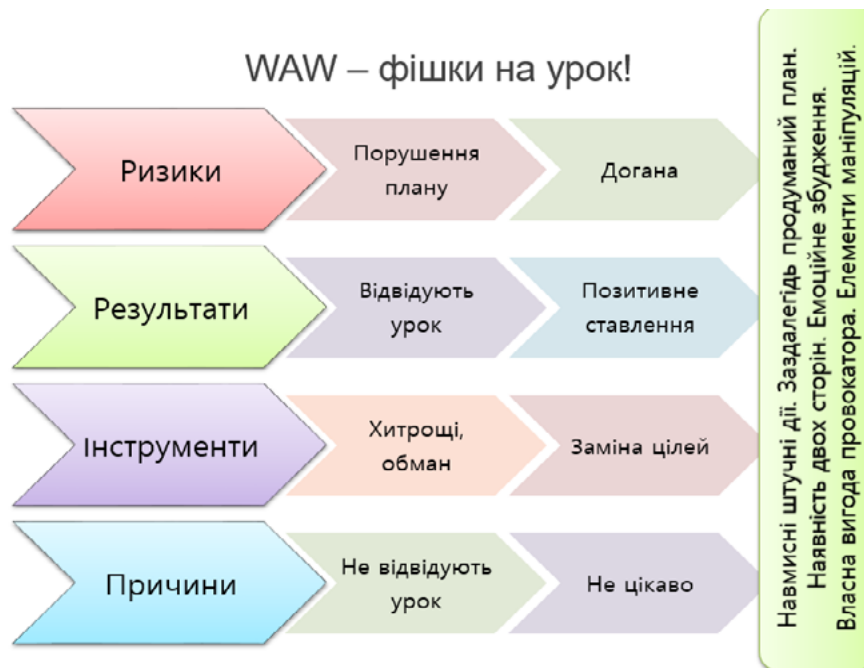 WAW – фішки на урок!
Ризики
Порушення
плану
Догана
Результати
Відвідують
урок
Позитивне
ставлення
Інструменти
Хитрощі,
обман
Заміна цілей
Причини
Не відвідують
урок
Не цікаво
Навмисні штучні дії. Заздалегідь продуманий план.
Наявність двох сторін. Емоційне збудження.
Власна вигода провокатора. Елементи маніпуляцій.